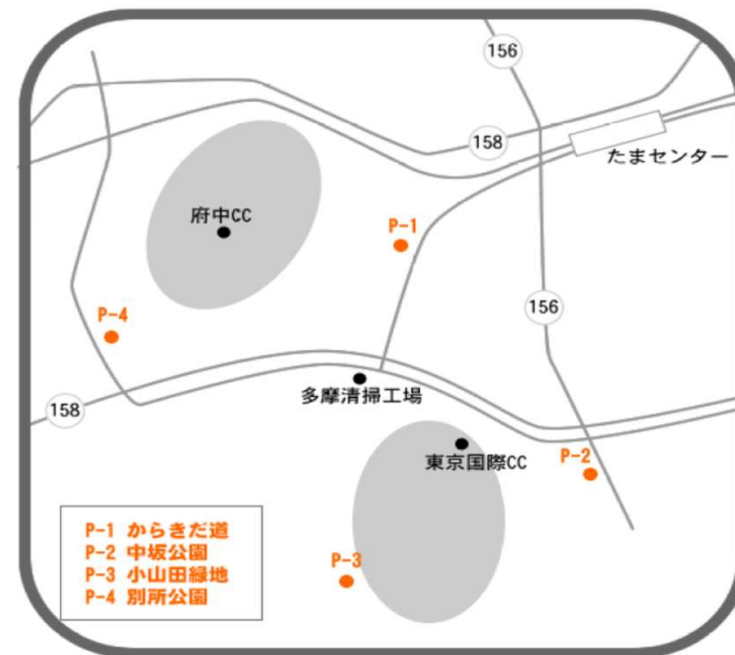 156
158
たまセンター
府中CC
P-1
P-4
156
多摩清掃工場
158
東京国際CC
P-2
P-3
P-1 からきだ道
P-2 中坂公園
P-3 小山田緑地
P-4 別所公園